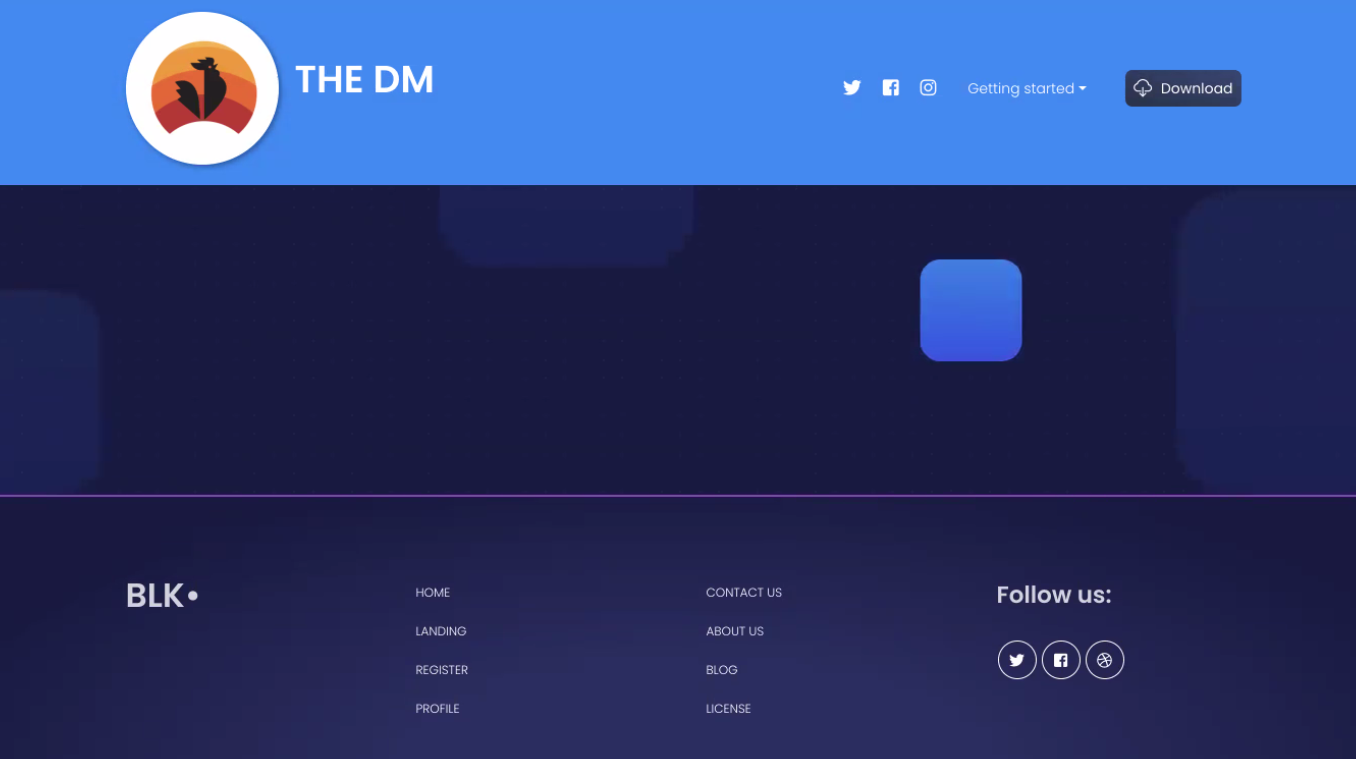 THE DM
Getting started
Download
BLK•
HOME
LANDING
REGISTER
PROFILE
CONTACT US
ABOUT US
BLOG
LICENSE
Follow us: